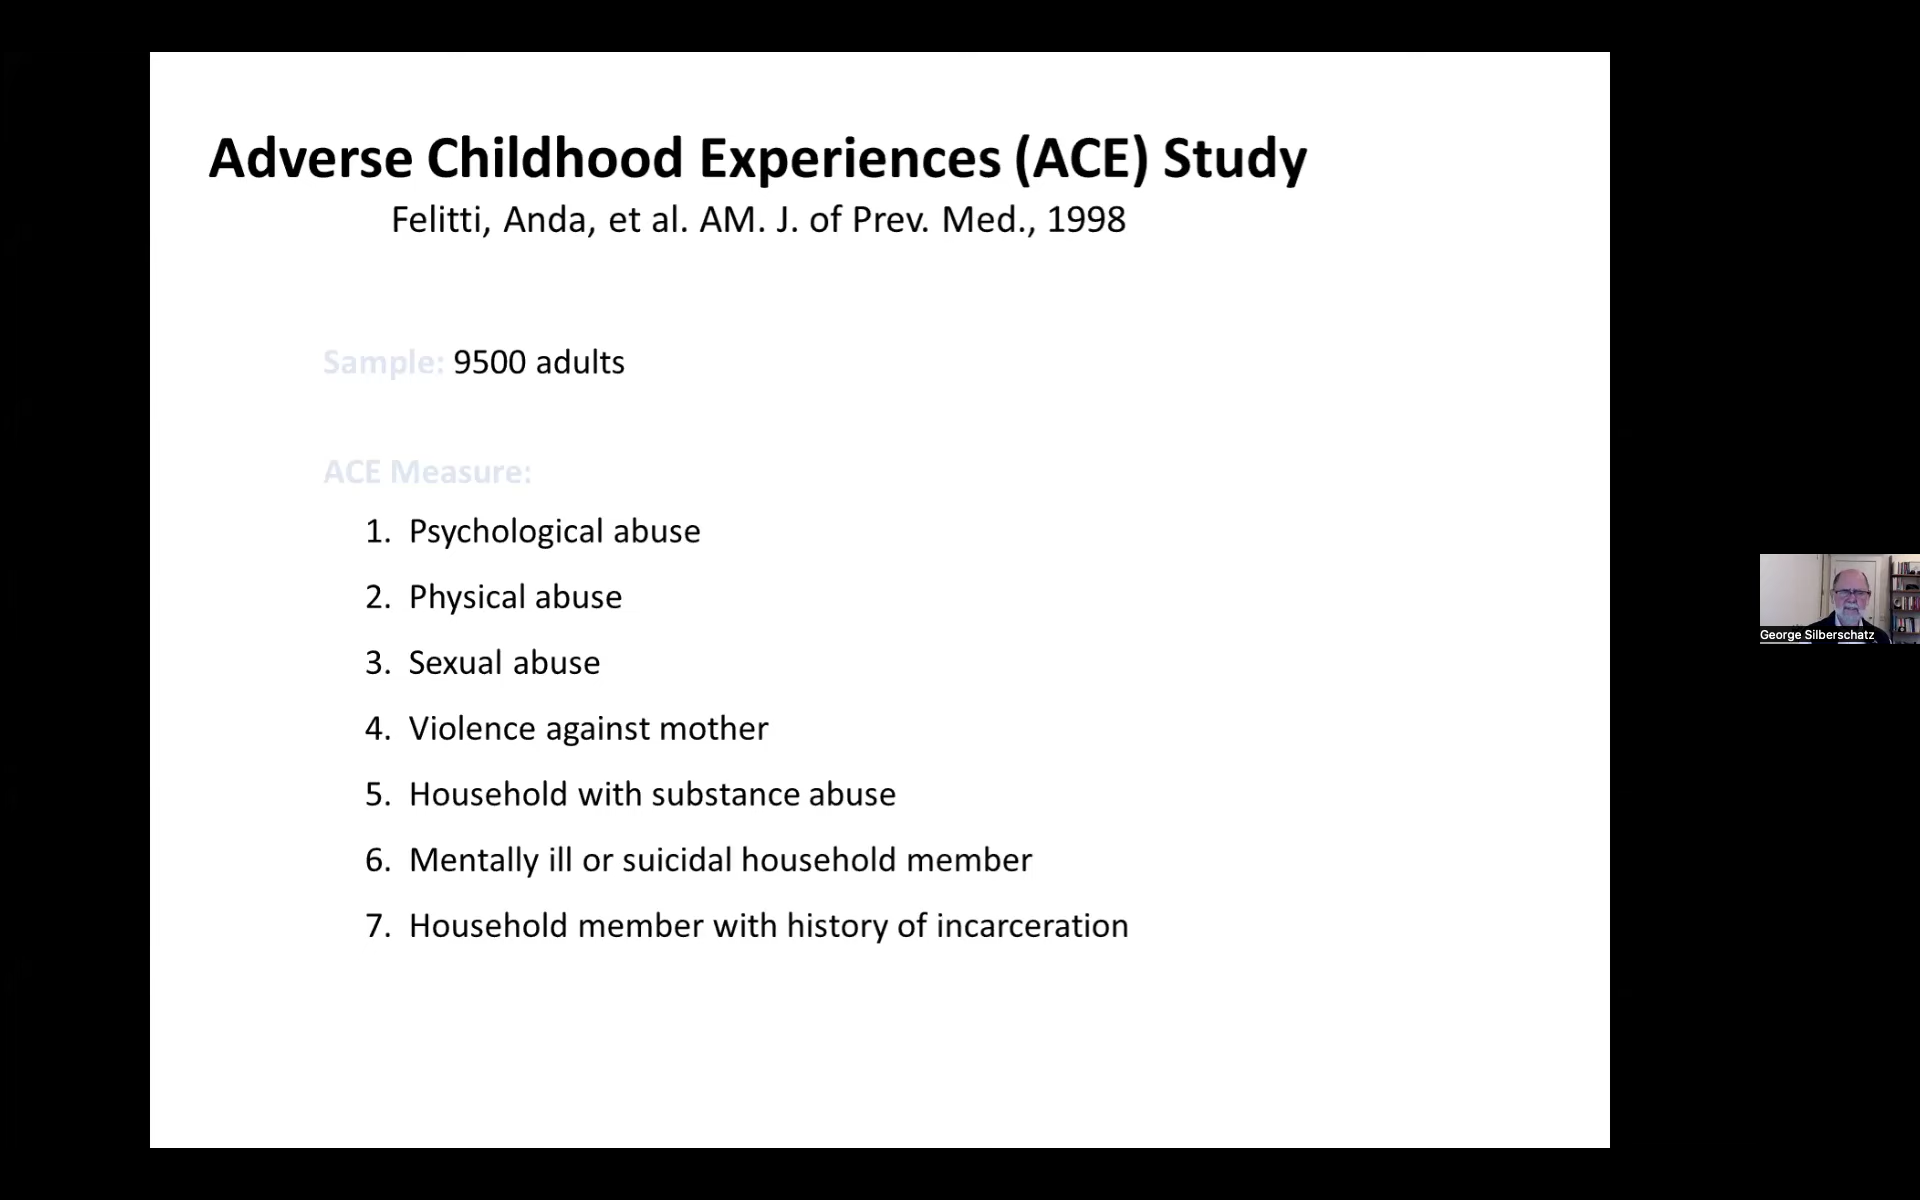 Adverse Childhood Experiences (ACE) Study
Felitti, Anda, et al. AM. J. of Prev. Med., 1998
Sample: 9500 adults
ACE Measure:
1. Psychological abuse
2. Physical abuse
3. Sexual abuse
4. Violence against mother
5. Household with substance abuse
6. Mentally ill or suicidal household member
7. Household member with history of incarceration
George Silberschatz